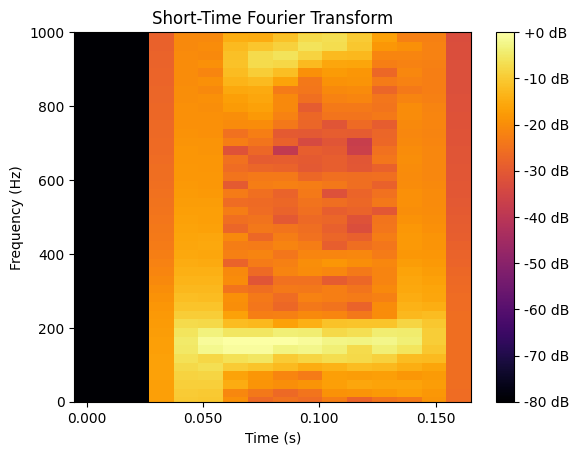 Short-Time Fourier Transform
1000
800
600
400
200
0
Frequency (Hz)
0.000
0.050
0.100
0.150
Time (s)
+0 dB
-10 dB
-20 dB
-30 dB
-40 dB
-50 dB
-60 dB
-70 dB
-80 dB